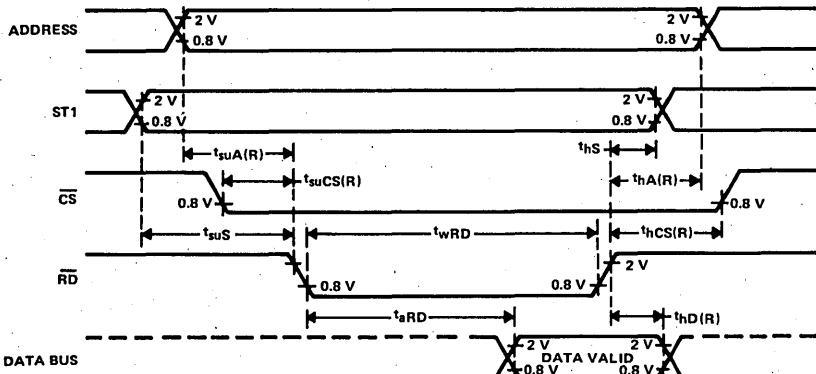 ADDRESS
2 V
0.8 V
2 V
0.8 V
ST1
2 V
0.8 V
2 V
0.8 V
tsuA(R)
thS
tsuCS(R)
thA(R)
CS
0.8 V
0.8 V
tsuS
twRD
thCS(R)
RD
0.8 V
0.8 V
2 V
taRD
thD(R)
DATA BUS
2 V
DATA VALID
2 V
0.8 V
0.8 V